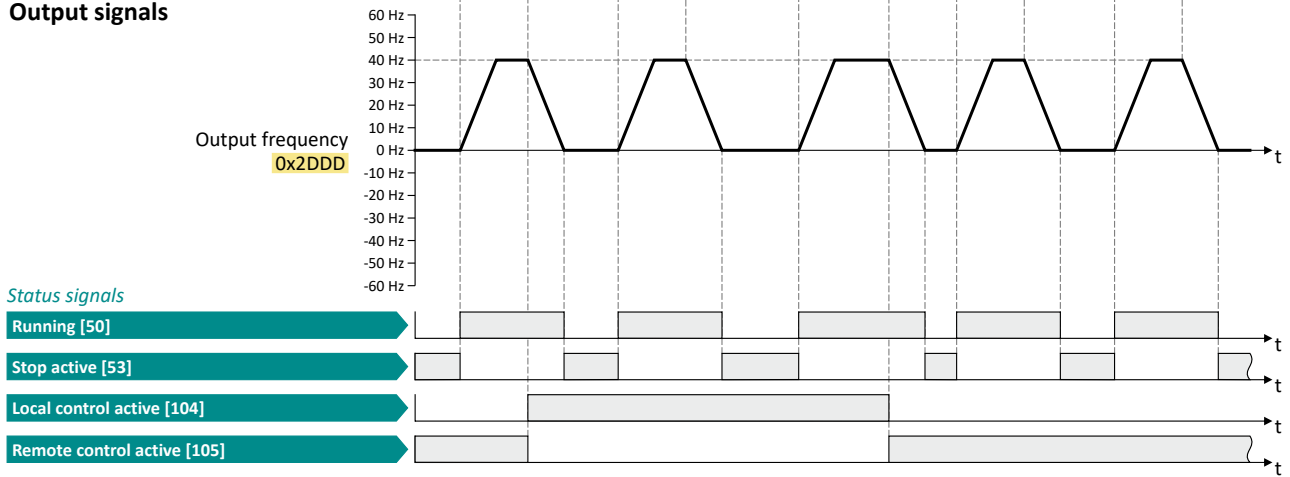 Output signals
60 Hz
50 Hz
40 Hz
30 Hz
20 Hz
10 Hz
0 Hz
-10 Hz
-20 Hz
-30 Hz
-40 Hz
-50 Hz
-60 Hz
Output frequency
0x2DDD
t
Status signals
Running [50]
t
Stop active [53]
t
Local control active [104]
t
Remote control active [105]
t